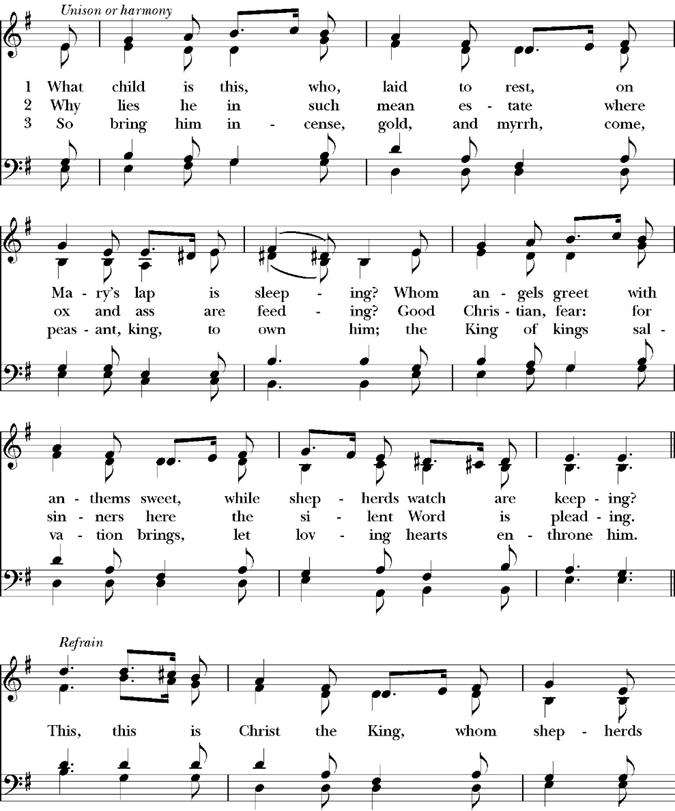 Unison or harmony
1 What child is this, who, laid to rest, on
2 Why lies he in such mean es - tate where
3 So bring him in - cense, gold, and myrrh, come,
Ma - ry's lap is sleep - ing? Whom an - gels greet with
ox and ass are feed - ing? Good Chris - tian, fear: for
peas - ant, king, to own him; the King of kings sal -
an - thems sweet, while shep - herds watch are keep - ing?
sin - ners here the si - lent Word is plead - ing.
va - tion brings, let lov - ing hearts en - throne him.
Refrain
This, this is Christ the King, whom shep - herds